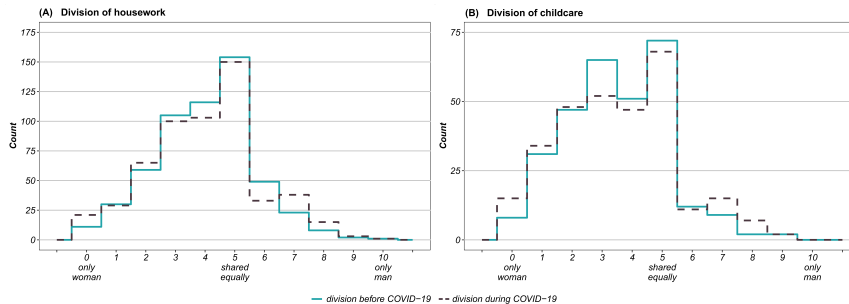 (A) Division of housework
175
150
125
100
75
50
25
0
Count
0 1 2 3 4 5 6 7 8 9 10
only woman
shared equally
only man
(B) Division of childcare
75
50
25
0
Count
0 1 2 3 4 5 6 7 8 9 10
only woman
shared equally
only man
division before COVID−19 division during COVID−19